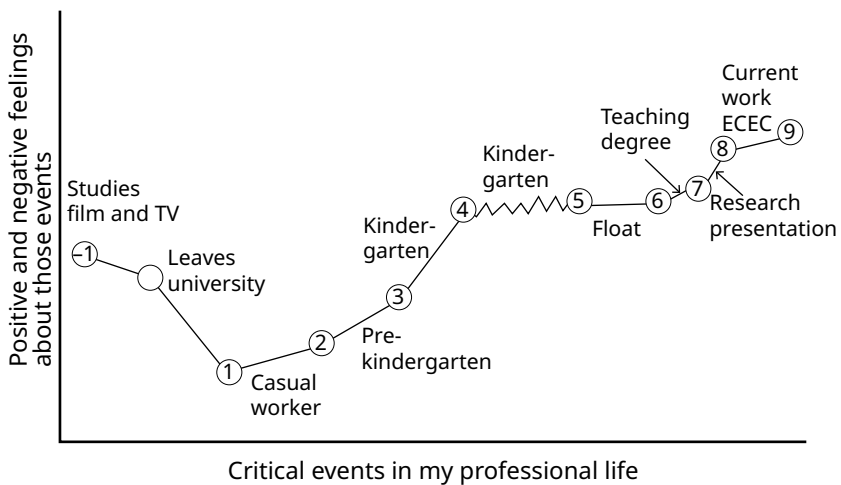 Positive and negative feelings
about those events
Studies
film and TV
–1
Leaves
university
1
Casual
worker
2
Pre-
kindergarten
3
Kinder-
garten
4
Kinder-
garten
5
Float
6
Teaching
degree
7
Research
presentation
8
Current
work
ECEC
9
Critical events in my professional life